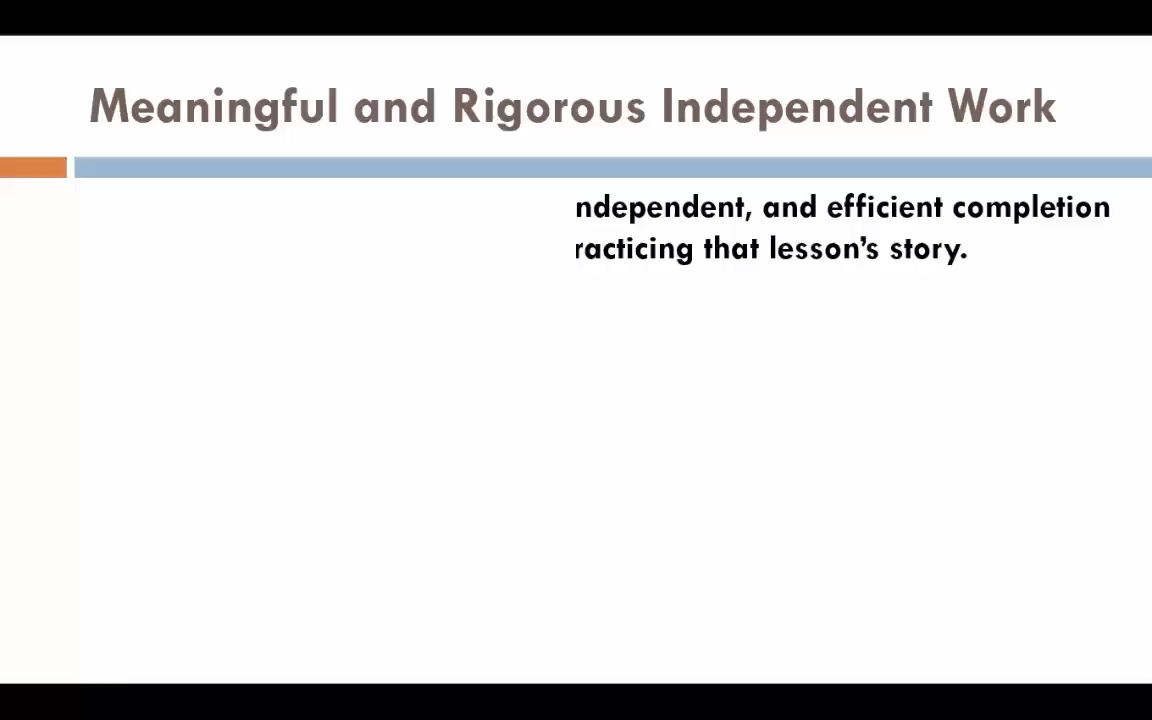 Meaningful and Rigorous Independent Work
ndependent, and efficient completion
racticing that lesson’s story.